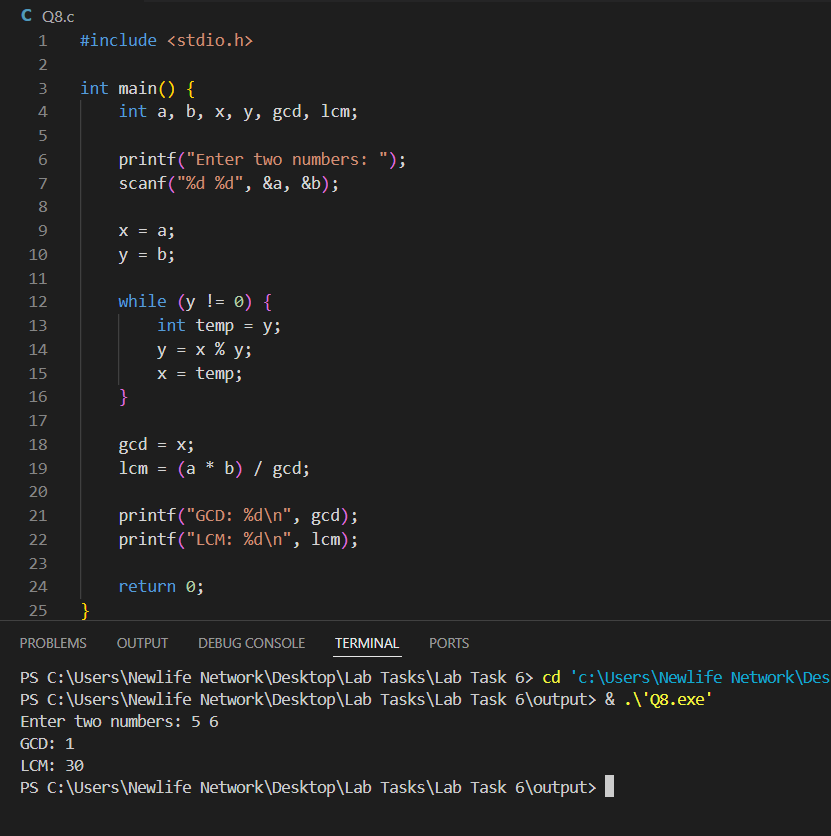 C Q8.c
1 #include <stdio.h>
2
3 int main() {
4     int a, b, x, y, gcd, lcm;
5
6     printf("Enter two numbers: ");
7     scanf("%d %d", &a, &b);
8
9     x = a;
10     y = b;
11
12     while (y != 0) {
13         int temp = y;
14         y = x % y;
15         x = temp;
16     }
17
18     gcd = x;
19     lcm = (a * b) / gcd;
20
21     printf("GCD: %d\n", gcd);
22     printf("LCM: %d\n", lcm);
23
24     return 0;
25 }
PROBLEMS OUTPUT DEBUG CONSOLE TERMINAL PORTS
PS C:\Users\Newlife Network\Desktop\Lab Tasks\Lab Task 6> cd 'c:\Users\Newlife Network\Des
PS C:\Users\Newlife Network\Desktop\Lab Tasks\Lab Task 6\output> & .\'Q8.exe'
Enter two numbers: 5 6
GCD: 1
LCM: 30
PS C:\Users\Newlife Network\Desktop\Lab Tasks\Lab Task 6\output>